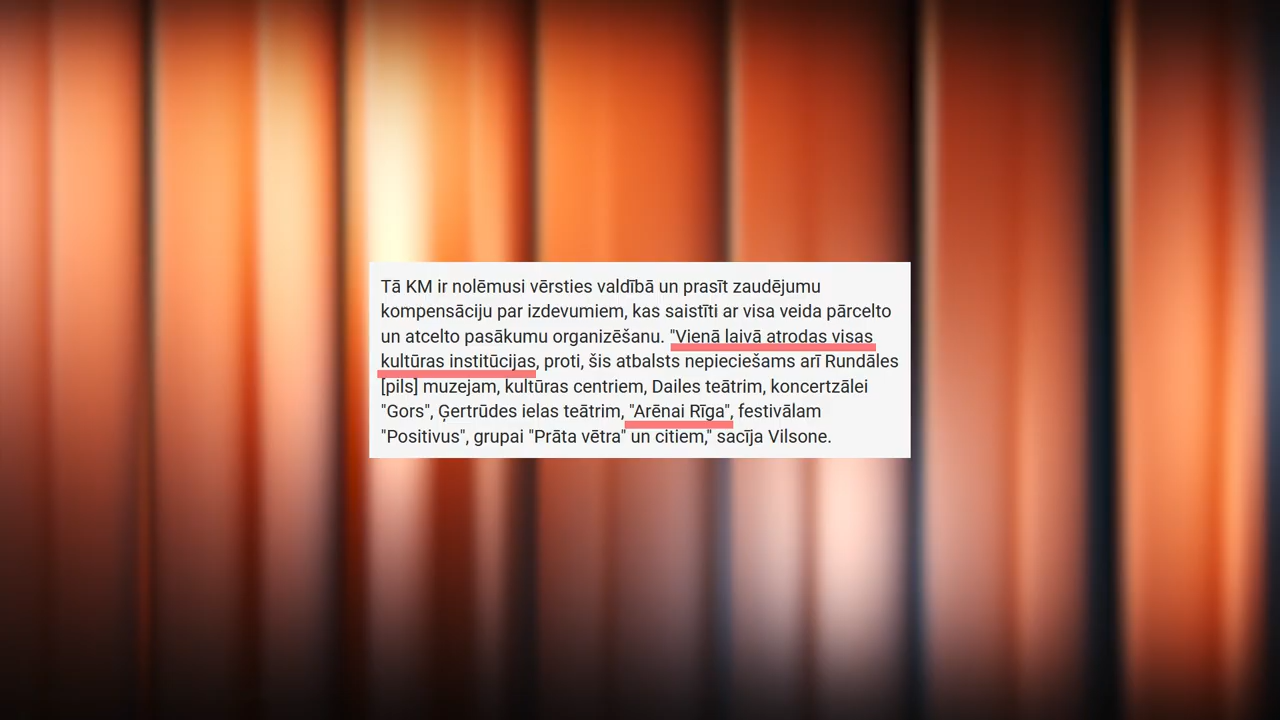 Tā KM ir nolēmusi vērsties valdībā un prasīt zaudējumu
kompensāciju par izdevumiem, kas saistīti ar visa veida pārcelto
un atcelto pasākumu organizēšanu. "Vienā laivā atrodas visas
kultūras institūcijas, proti, šis atbalsts nepieciešams arī Rundāles
[pils] muzejam, kultūras centriem, Dailes teātrim, koncertzālei
"Gors", Ģertrūdes ielas teātrim, "Arēnai Rīga", festivālam
"Positivus", grupai "Prāta vētra" un citiem," sacīja Vilsone.